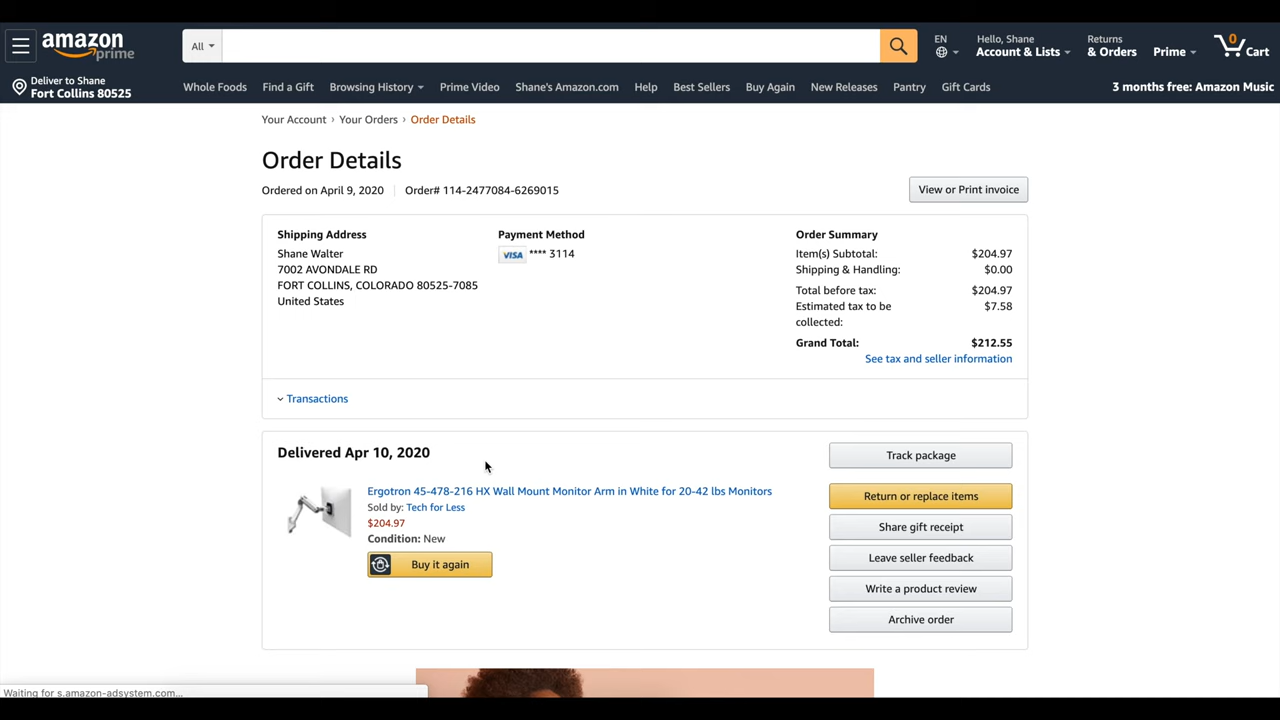 amazon prime
All
EN
Hello, Shane
Account & Lists
Returns
& Orders
Prime
0
Cart
Deliver to Shane
Fort Collins 80525
Whole Foods
Find a Gift
Browsing History
Prime Video
Shane's Amazon.com
Help
Best Sellers
Buy Again
New Releases
Pantry
Gift Cards
3 months free: Amazon Music
Your Account › Your Orders › Order Details
Order Details
Ordered on April 9, 2020 | Order# 114-2477084-6269015
View or Print invoice
Shipping Address
Shane Walter
7002 AVONDALE RD
FORT COLLINS, COLORADO 80525-7085
United States
Payment Method
VISA **** 3114
Order Summary
Item(s) Subtotal: $204.97
Shipping & Handling: $0.00
Total before tax: $204.97
Estimated tax to be $7.58
collected:
Grand Total: $212.55
See tax and seller information
Transactions
Delivered Apr 10, 2020
Ergotron 45-478-216 HX Wall Mount Monitor Arm in White for 20-42 lbs Monitors
Sold by: Tech for Less
$204.97
Condition: New
Buy it again
Track package
Return or replace items
Share gift receipt
Leave seller feedback
Write a product review
Archive order
Waiting for s.amazon-adsystem.com...